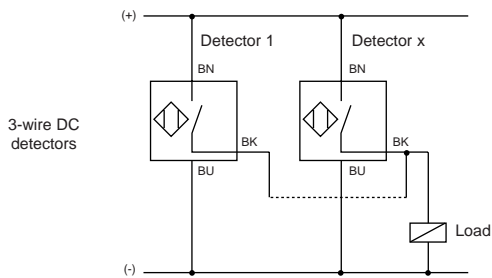 (+)
Detector 1
Detector x
BN
BN
3-wire DC
detectors
BK
BK
BU
BU
Load
(-)